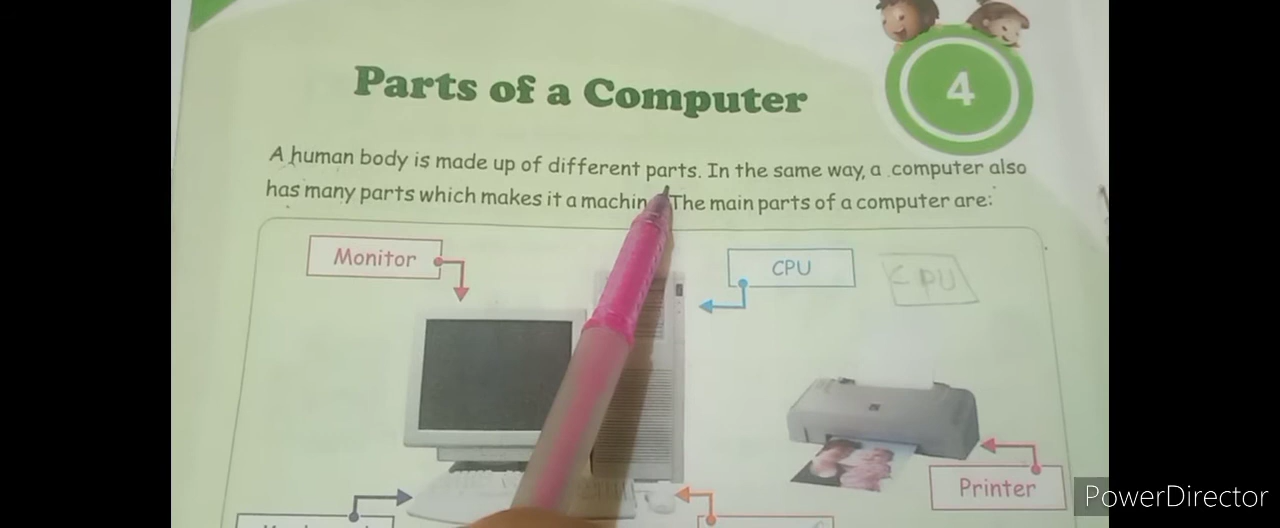 Parts of a Computer
4
A human body is made up of different parts. In the same way, a computer also
has many parts which makes it a machin The main parts of a computer are:
Monitor
CPU
CPU
Printer
PowerDirector